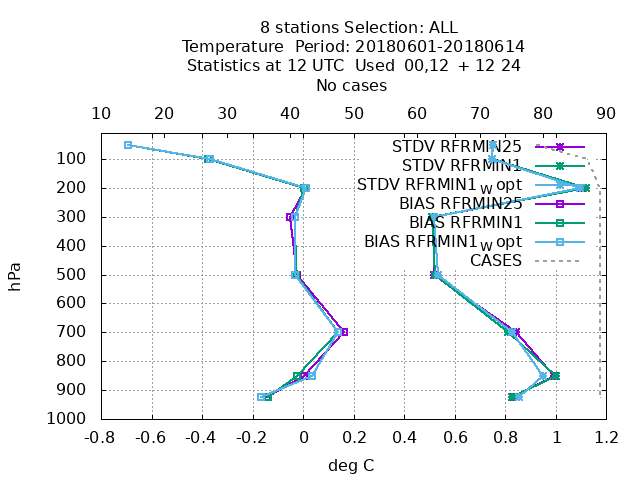 8 stations Selection: ALL
Temperature  Period: 20180601-20180614
Statistics at 12 UTC  Used  00,12  + 12 24
No cases
10 20 30 40 50 60 70 80 90
STDV RFRMIN25
STDV RFRMIN1
STDV RFRMIN1_W opt
BIAS RFRMIN25
BIAS RFRMIN1
BIAS RFRMIN1_W opt
CASES
100
200
300
400
500
600
700
800
900
1000
hPa
-0.8 -0.6 -0.4 -0.2 0 0.2 0.4 0.6 0.8 1 1.2
deg C